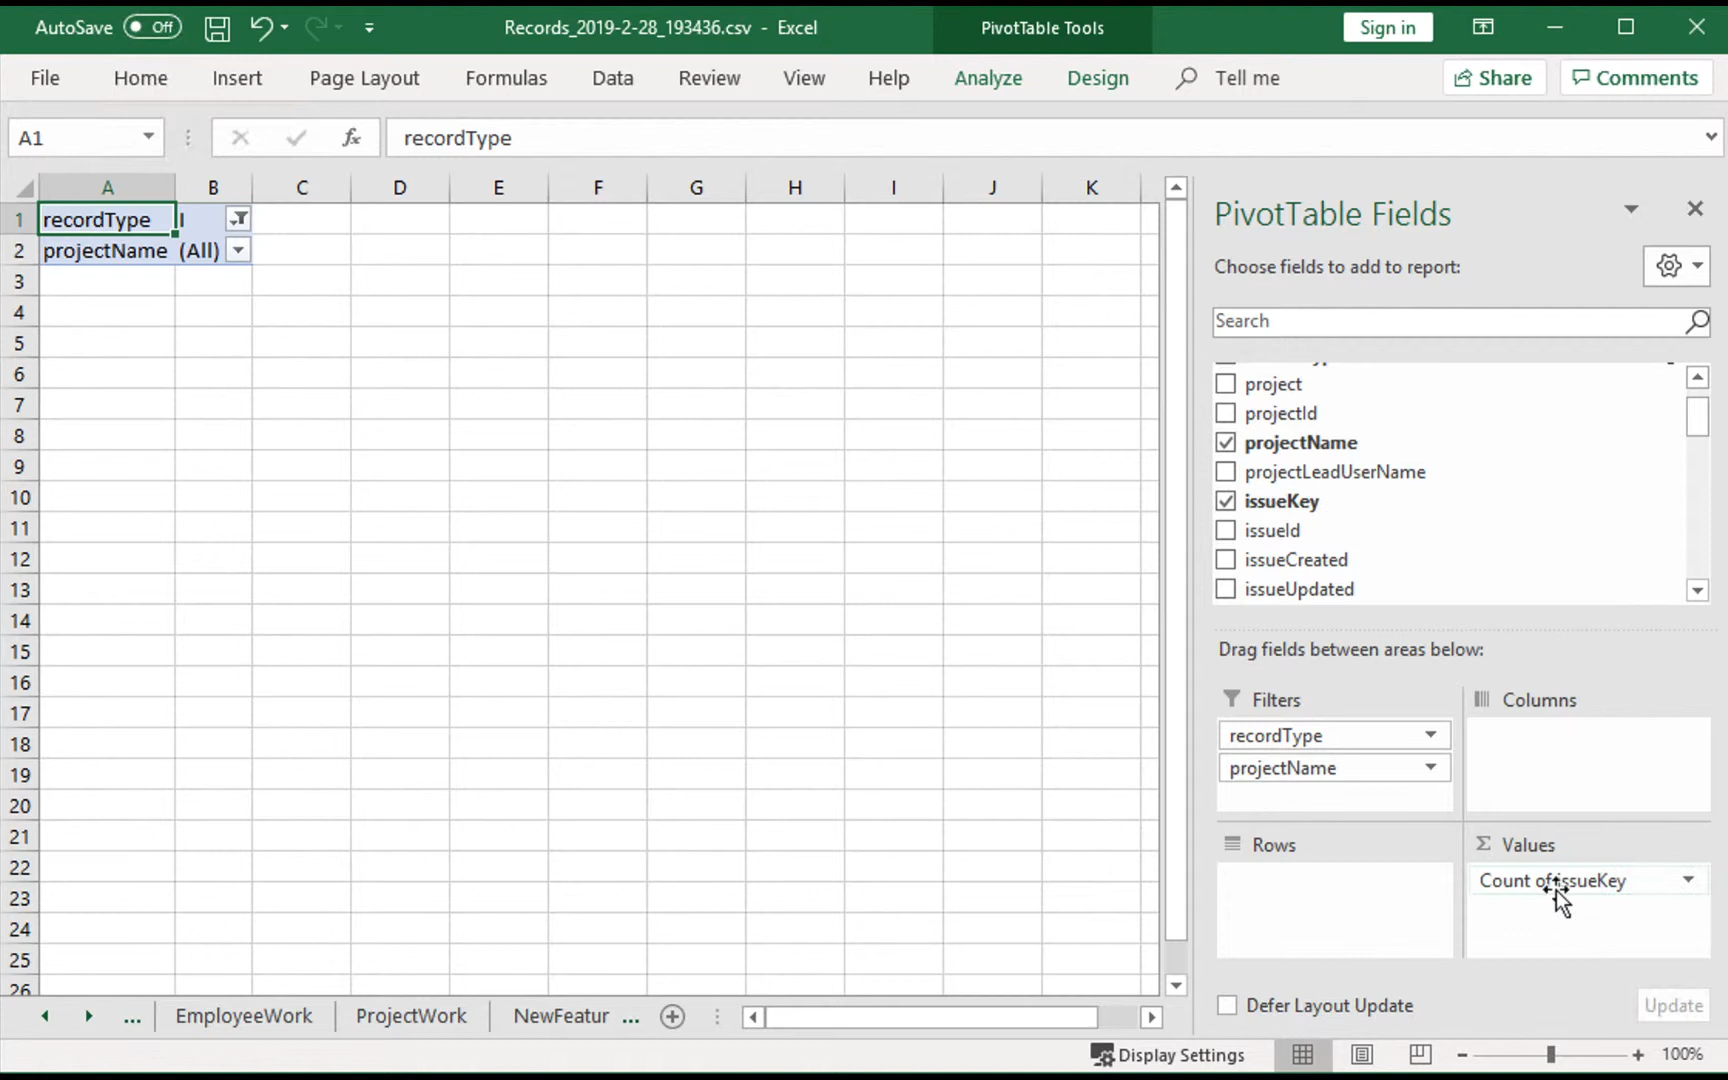 AutoSave Off Records_2019-2-28_193436.csv - Excel PivotTable Tools Sign in
File Home Insert Page Layout Formulas Data Review View Help Analyze Design Tell me Share Comments
A1 fx recordType
A B C D E F G H I J K
1 recordType I
2 projectName (All)
3
4
5
6
7
8
9
10
11
12
13
14
15
16
17
18
19
20
21
22
23
24
25
26
PivotTable Fields
Choose fields to add to report:
Search
project
projectId
projectName
projectLeadUserName
issueKey
issueId
issueCreated
issueUpdated
Drag fields between areas below:
Filters Columns
recordType
projectName
Rows Σ Values
Count of issueKey
Defer Layout Update Update
... EmployeeWork ProjectWork NewFeatur ...
Display Settings 100%